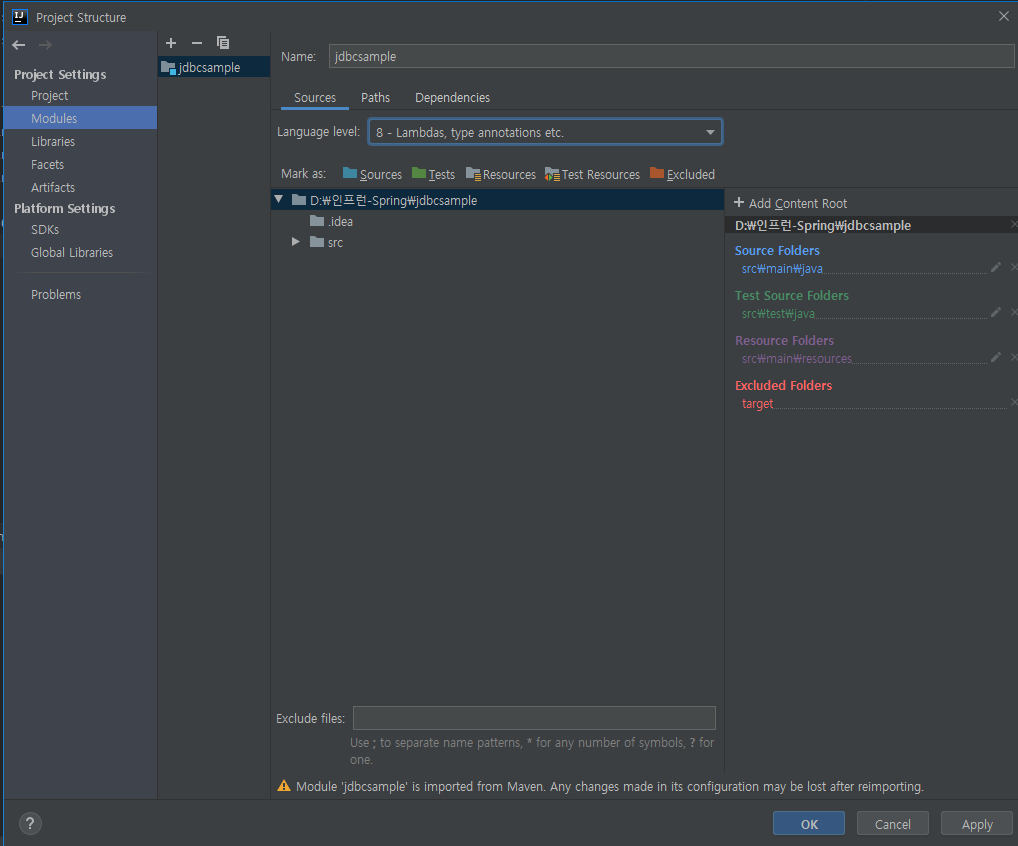 Project Structure
Project Settings
Project
Modules
Libraries
Facets
Artifacts
Platform Settings
SDKs
Global Libraries
Problems
jdbcsample
Name: jdbcsample
Sources Paths Dependencies
Language level: 8 - Lambdas, type annotations etc.
Mark as: Sources Tests Resources Test Resources Excluded
D:₩인프런-Spring₩jdbcsample
.idea
src
+ Add Content Root
D:₩인프런-Spring₩jdbcsample
Source Folders
src₩main₩java
Test Source Folders
src₩test₩java
Resource Folders
src₩main₩resources
Excluded Folders
target
Exclude files:
Use ; to separate name patterns, * for any number of symbols, ? for
one.
Module 'jdbcsample' is imported from Maven. Any changes made in its configuration may be lost after reimporting.
? OK Cancel Apply